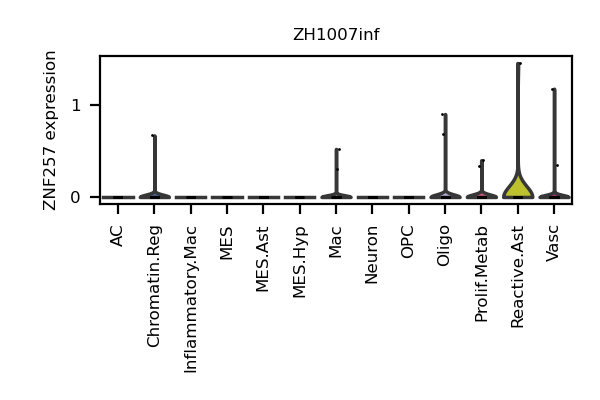 ZH1007inf
ZNF257 expression
1
0
AC
Chromatin.Reg
Inflammatory.Mac
MES
MES.Ast
MES.Hyp
Mac
Neuron
OPC
Oligo
Prolif.Metab
Reactive.Ast
Vasc